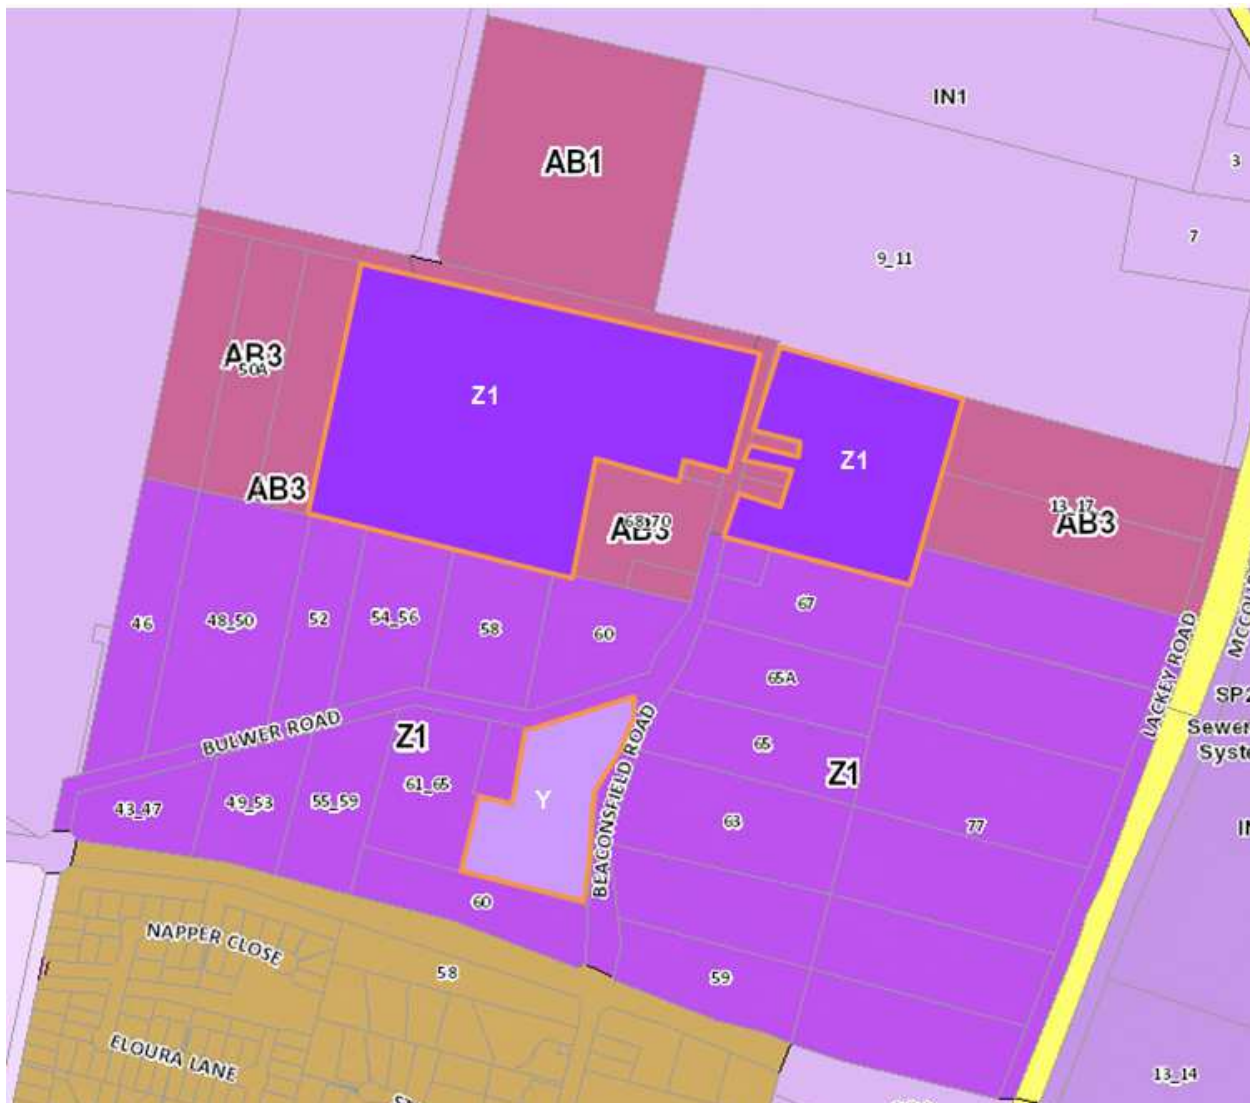 IN1
3
AB1
7
9_11
AB3
50A
Z1
Z1
AB3
13_17
AB3
68_70
AB3
46
48_50
52
54_56
58
60
67
65A
LACKEY ROAD
SP2
Sewer
Syste
BULWER ROAD
Z1
65
Z1
43_47
49_53
55_59
61_65
Y
BEACONSFIELD ROAD
63
77
60
NAPPER CLOSE
58
59
ELOURA LANE
13_14